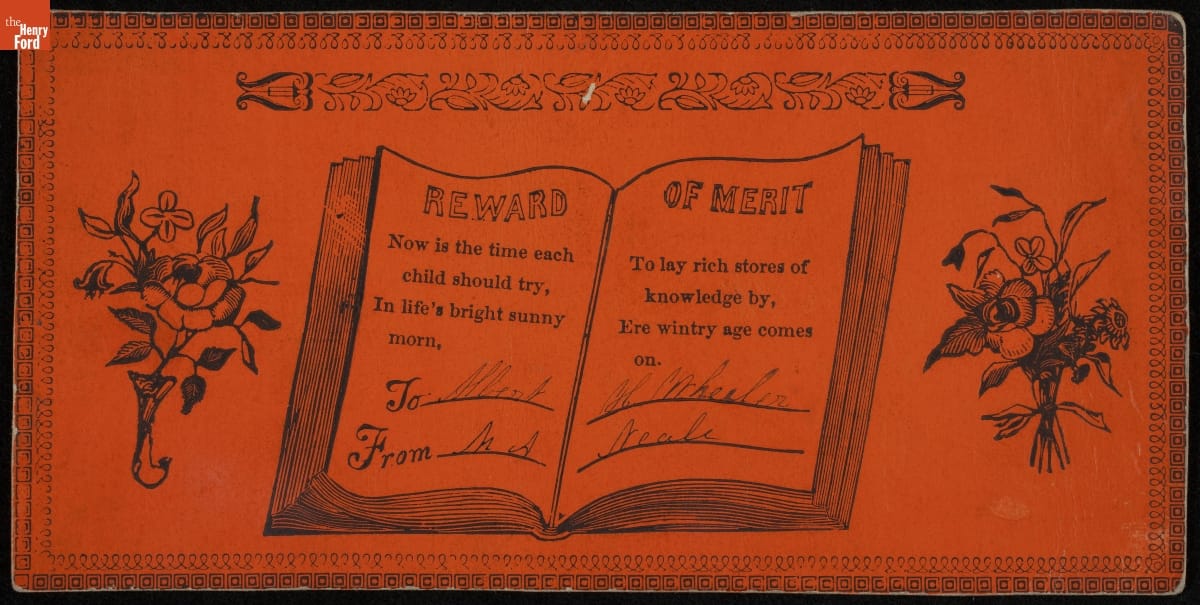 the
Henry
Ford
REWARD
Now is the time each
child should try,
In life's bright sunny
morn,
To Albert
From M A
OF MERIT
To lay rich stores of
knowledge by,
Ere wintry age comes
on.
Wheeler
Neale